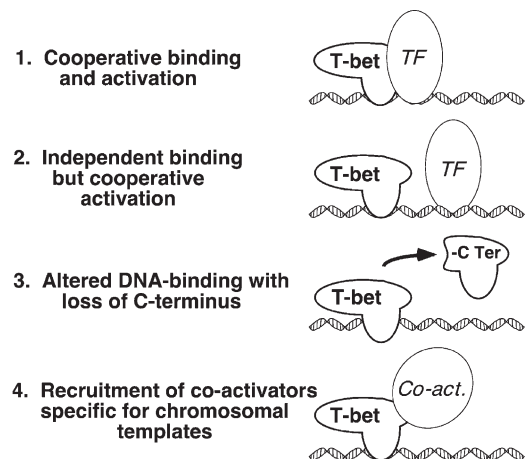 1. Cooperative binding
and activation
T-bet
TF
2. Independent binding
but cooperative
activation
T-bet
TF
3. Altered DNA-binding with
loss of C-terminus
T-bet
-C Ter
4. Recruitment of co-activators
specific for chromosomal
templates
T-bet
Co-act.